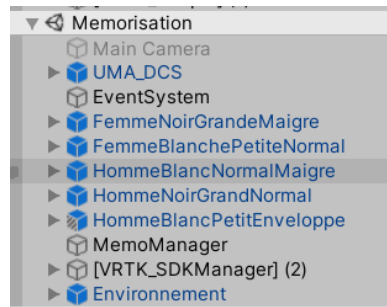 Memorisation
Main Camera
UMA_DCS
EventSystem
FemmeNoirGrandeMaigre
FemmeBlanchePetiteNormal
HommeBlancNormalMaigre
HommeNoirGrandNormal
HommeBlancPetitEnveloppe
MemoManager
[VRTK_SDKManager] (2)
Environnement